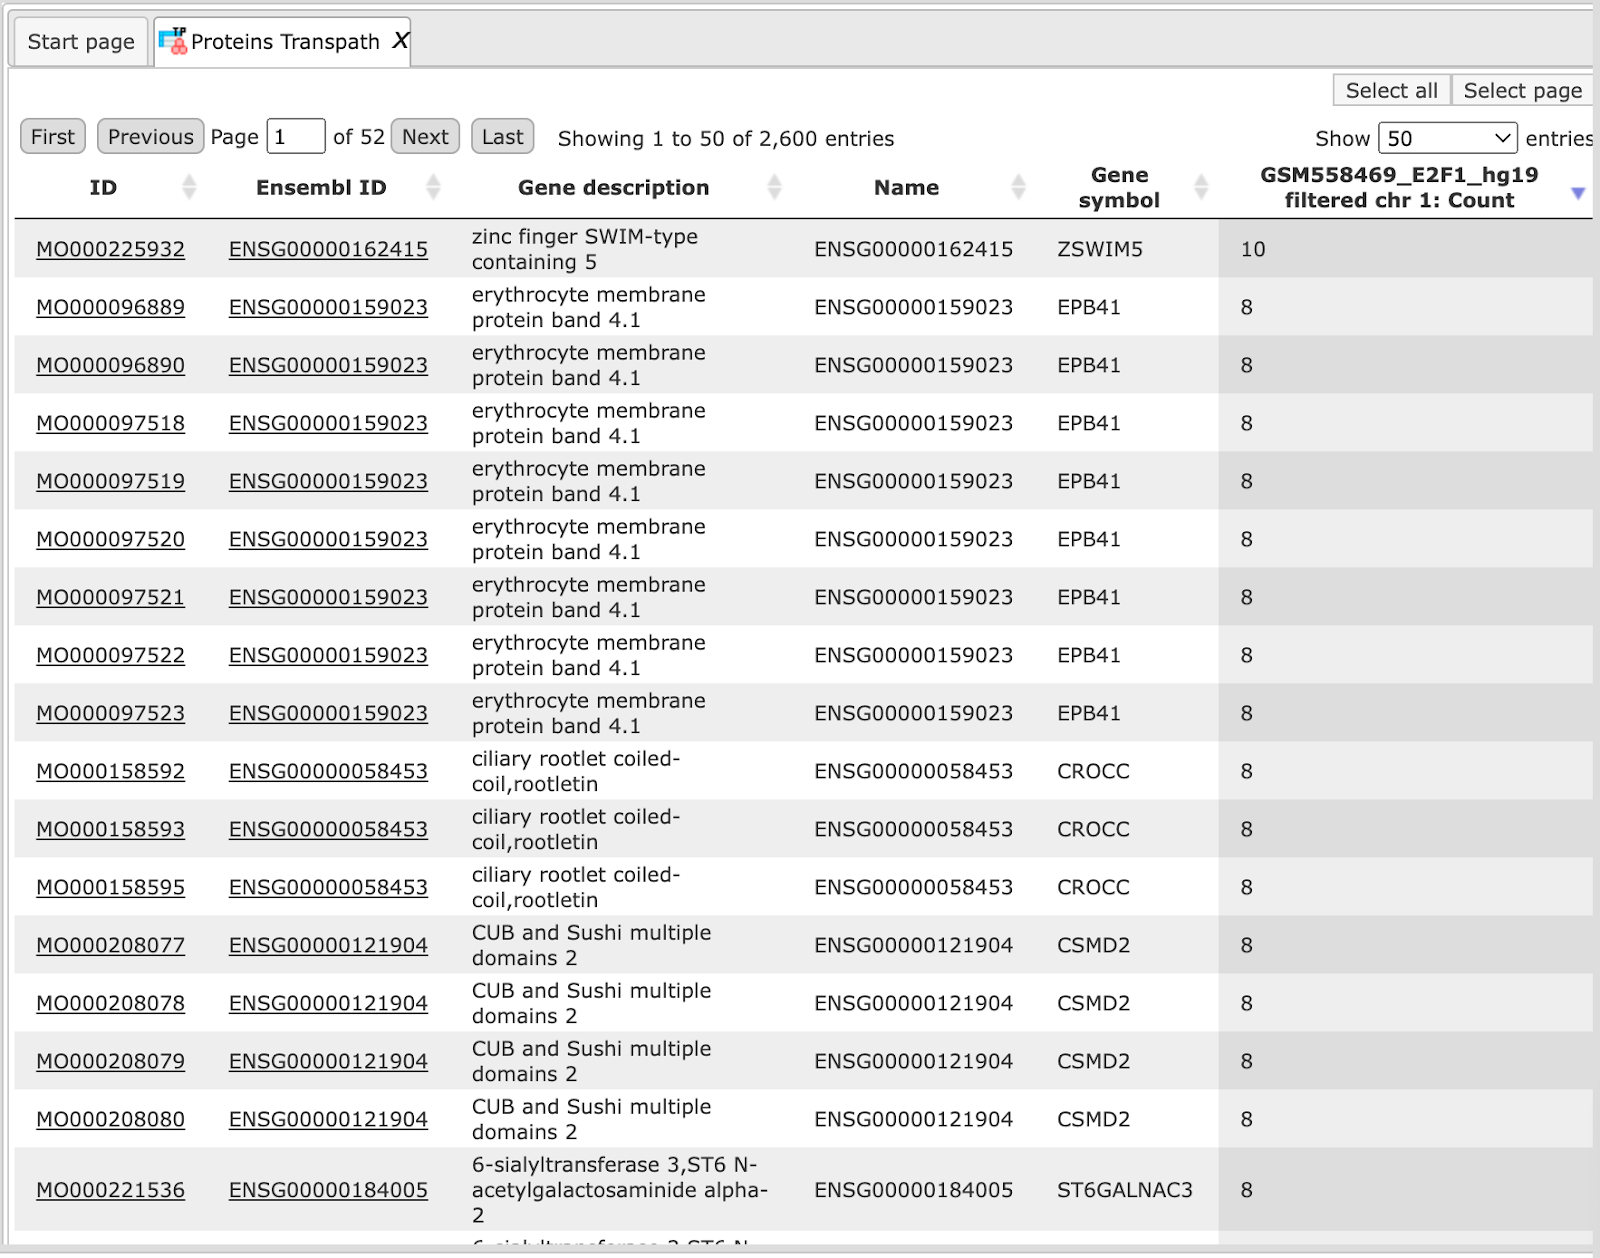 Start page
Proteins Transpath X
Select all Select page
First Previous Page 1 of 52 Next Last Showing 1 to 50 of 2,600 entries Show 50 entries
ID Ensembl ID Gene description Name Gene symbol GSM558469_E2F1_hg19 filtered chr 1: Count
MO000225932 ENSG00000162415 zinc finger SWIM-type containing 5 ENSG00000162415 ZSWIM5 10
MO000096889 ENSG00000159023 erythrocyte membrane protein band 4.1 ENSG00000159023 EPB41 8
MO000096890 ENSG00000159023 erythrocyte membrane protein band 4.1 ENSG00000159023 EPB41 8
MO000097518 ENSG00000159023 erythrocyte membrane protein band 4.1 ENSG00000159023 EPB41 8
MO000097519 ENSG00000159023 erythrocyte membrane protein band 4.1 ENSG00000159023 EPB41 8
MO000097520 ENSG00000159023 erythrocyte membrane protein band 4.1 ENSG00000159023 EPB41 8
MO000097521 ENSG00000159023 erythrocyte membrane protein band 4.1 ENSG00000159023 EPB41 8
MO000097522 ENSG00000159023 erythrocyte membrane protein band 4.1 ENSG00000159023 EPB41 8
MO000097523 ENSG00000159023 erythrocyte membrane protein band 4.1 ENSG00000159023 EPB41 8
MO000158592 ENSG00000058453 ciliary rootlet coiled-coil,rootletin ENSG00000058453 CROCC 8
MO000158593 ENSG00000058453 ciliary rootlet coiled-coil,rootletin ENSG00000058453 CROCC 8
MO000158595 ENSG00000058453 ciliary rootlet coiled-coil,rootletin ENSG00000058453 CROCC 8
MO000208077 ENSG00000121904 CUB and Sushi multiple domains 2 ENSG00000121904 CSMD2 8
MO000208078 ENSG00000121904 CUB and Sushi multiple domains 2 ENSG00000121904 CSMD2 8
MO000208079 ENSG00000121904 CUB and Sushi multiple domains 2 ENSG00000121904 CSMD2 8
MO000208080 ENSG00000121904 CUB and Sushi multiple domains 2 ENSG00000121904 CSMD2 8
MO000221536 ENSG00000184005 6-sialyltransferase 3,ST6 N-acetylgalactosaminide alpha-2 ENSG00000184005 ST6GALNAC3 8